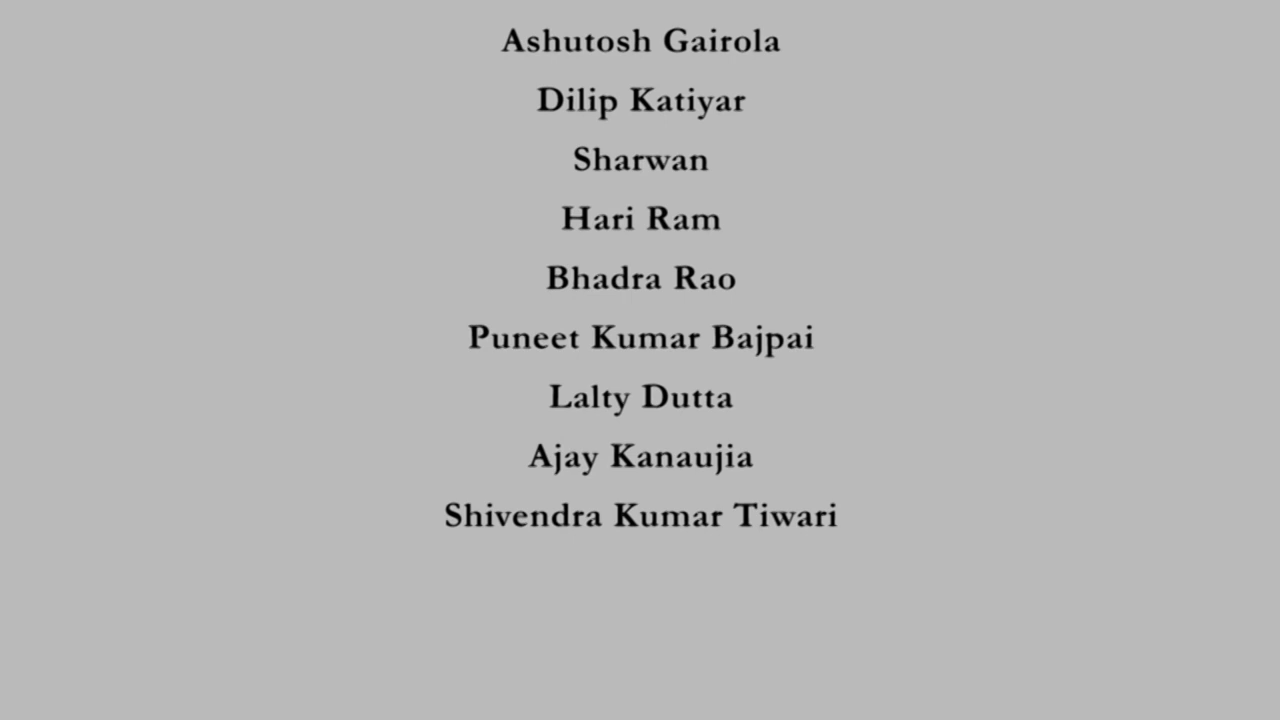 Ashutosh Gairola
Dilip Katiyar
Sharwan
Hari Ram
Bhadra Rao
Puneet Kumar Bajpai
Lalty Dutta
Ajay Kanaujia
Shivendra Kumar Tiwari